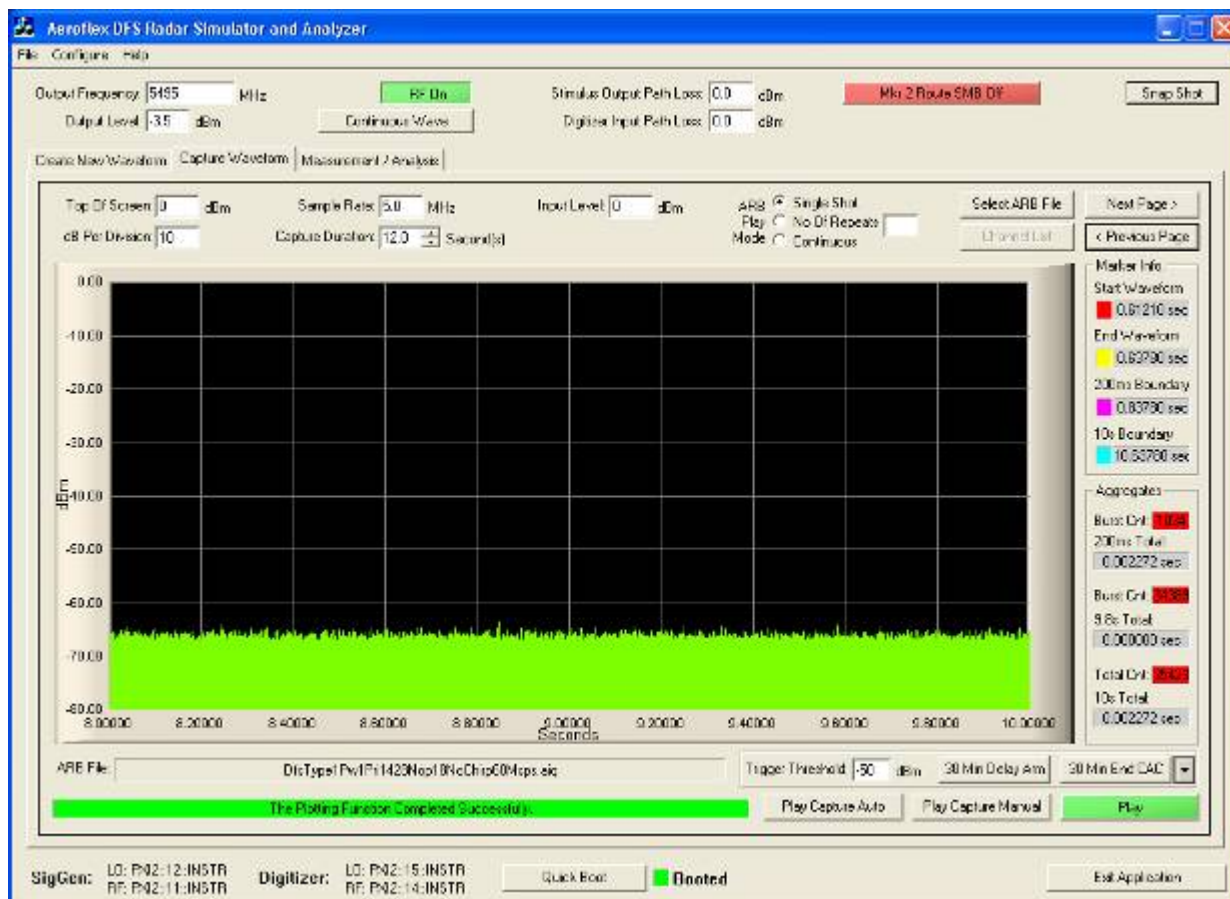 Aeroflex DFS Radar Simulator and Analyzer
File Configure Help
Output Frequency: 5495 MHz
RF On
Stimulus Output Path Loss: 0.0 dBm
Mkr 2 Route SMB Off
Snap Shot
Output Level: -3.5 dBm
Continuous Wave
Digitizer Input Path Loss: 0.0 dBm
Create New Waveform Capture Waveform Measurement / Analysis
Top Of Screen: 0 dBm
Sample Rate: 5.0 MHz
Input Level: 0 dBm
ARB Play Mode
Single Shot
No Of Repeats
Continuous
Select ARB File
Next Page >
dB Per Division: 10
Capture Duration: 12.0 Second(s)
Channel List
< Previous Page
0.00
-10.00
-20.00
-30.00
-40.00
-50.00
-60.00
-70.00
-80.00
dBm
8.00000 8.20000 8.40000 8.60000 8.80000 9.00000 9.20000 9.40000 9.60000 9.80000 10.00000
Seconds
Marker Info
Start Waveform
0.61210 sec
End Waveform
0.63780 sec
200ms Boundary
0.83780 sec
10s Boundary
10.63780 sec
Aggregates
Burst Cnt:
200ms Total
0.002272 sec
Burst Cnt:
9.8s Total:
0.000000 sec
Total Cnt:
10s Total
0.002272 sec
ARB File:
Trigger Threshold: -50 dBm
30 Min Delay Arm
30 Min End CAC
The Plotting Function Completed Successfully.
Play Capture Auto
Play Capture Manual
Play
SigGen:
LO: PXI2::12::INSTR
RF: PXI2::11::INSTR
Digitizer:
LO: PXI2::15::INSTR
RF: PXI2::14::INSTR
Quick Boot
Booted
Exit Application